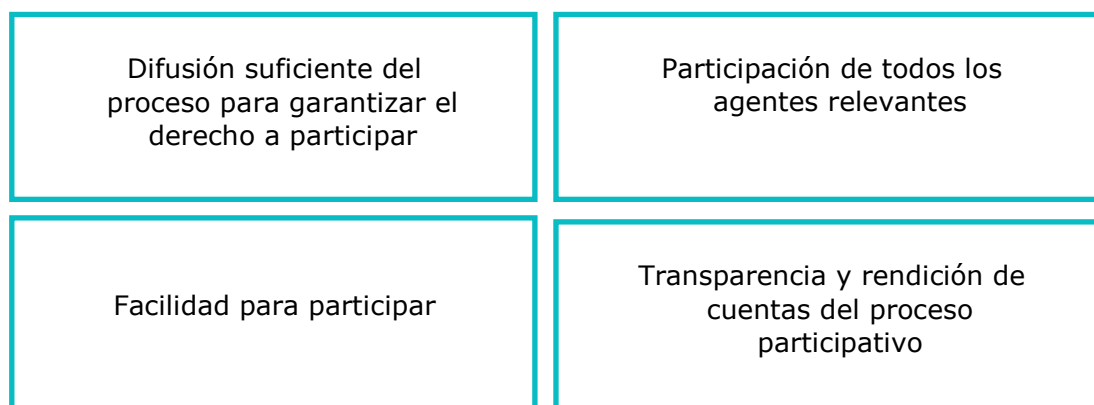 Difusión suficiente del
proceso para garantizar el
derecho a participar
Participación de todos los
agentes relevantes
Facilidad para participar
Transparencia y rendición de
cuentas del proceso
participativo